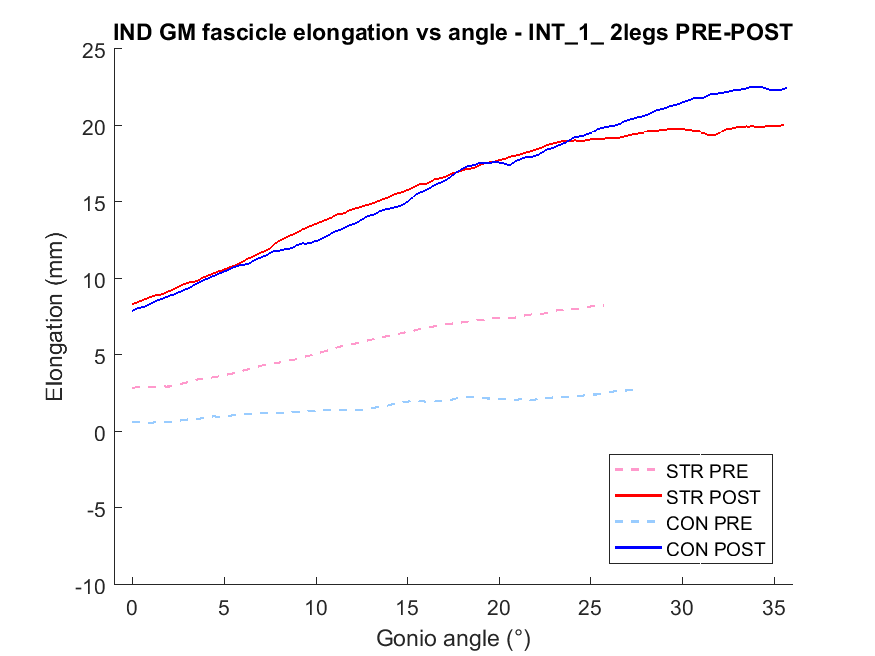 IND GM fascicle elongation vs angle - INT_1_ 2legs PRE-POST
25
20
15
10
5
0
-5
-10
Elongation (mm)
0 5 10 15 20 25 30 35
Gonio angle (°)
STR PRE
STR POST
CON PRE
CON POST